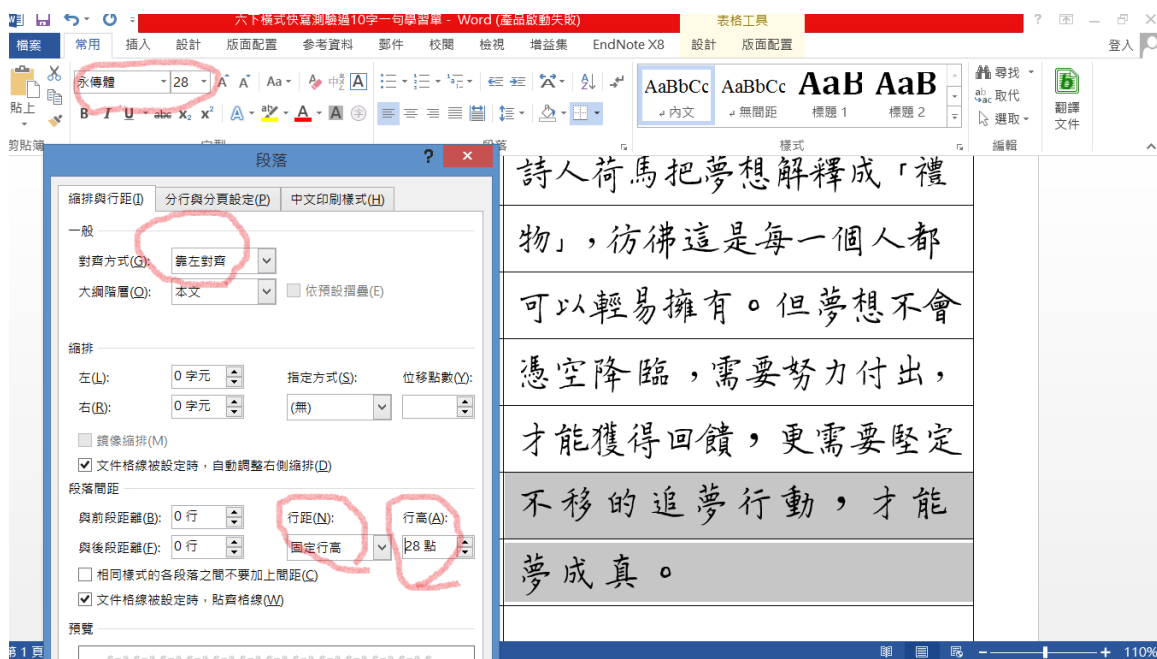 六下橫式快寫測驗過10字一句學習單 - Word (產品啟動失敗)
表格工具
檔案 常用 插入 設計 版面配置 參考資料 郵件 校閱 檢視 增益集 EndNote X8 設計 版面配置 登入
永傳體 28
貼上
B I U abc X₂ X²
AaBbCc AaBbCc AaB AaB
內文 無間距 標題 1 標題 2
尋找
取代
選取
翻譯
文件
樣式 編輯
段落
縮排與行距(I) 分行與分頁設定(P) 中文印刷樣式(H)
一般
對齊方式(G): 靠左對齊
大綱階層(O): 本文 依預設摺疊(E)
縮排
左(L): 0 字元 指定方式(S): 位移點數(Y):
右(R): 0 字元 (無)
鏡像縮排(M)
文件格線被設定時,自動調整右側縮排(D)
段落間距
與前段距離(B): 0 行 行距(N): 行高(A):
與後段距離(F): 0 行 固定行高 28 點
相同樣式的各段落之間不要加上間距(C)
文件格線被設定時,貼齊格線(W)
預覽
詩人荷馬把夢想解釋成「禮
物」,彷彿這是每一個人都
可以輕易擁有。但夢想不會
憑空降臨,需要努力付出,
才能獲得回饋,更需要堅定
不移的追夢行動,才能
夢成真。
第 1 頁
110%